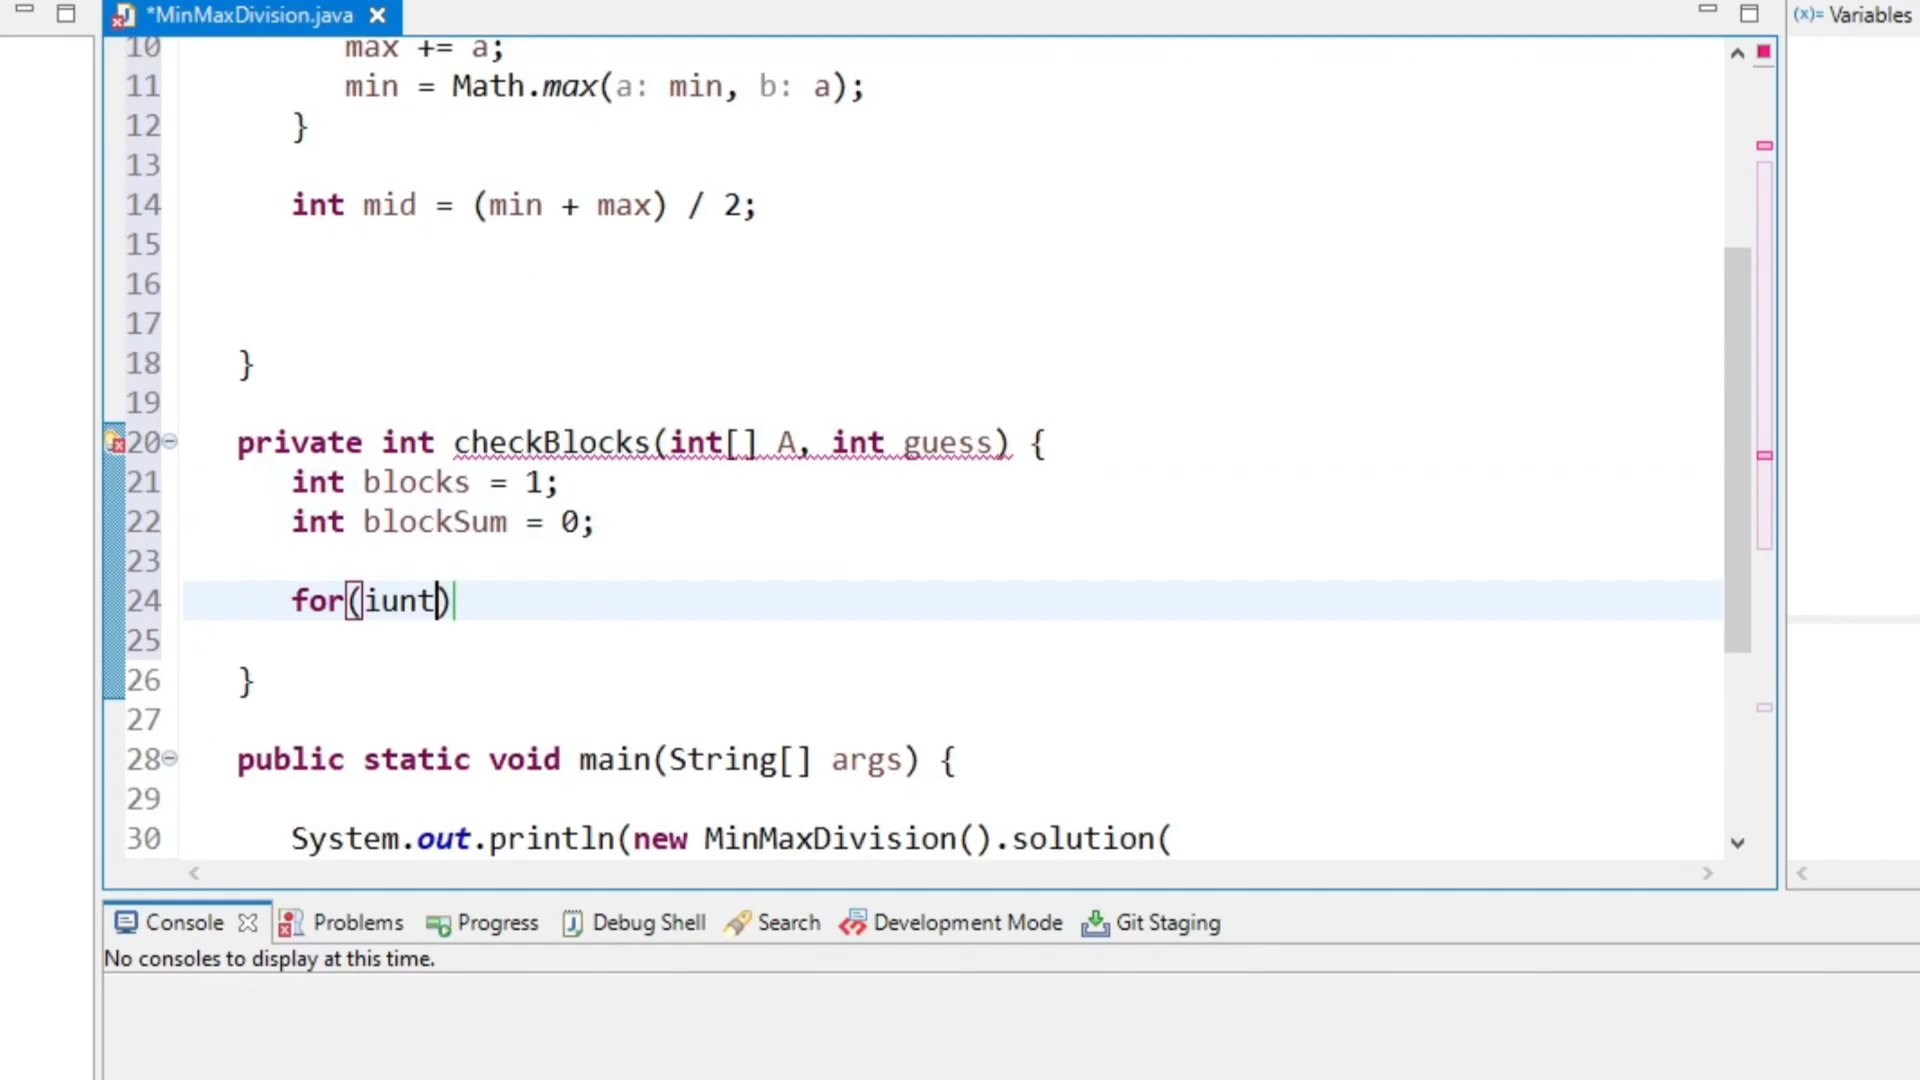 *MinMaxDivision.java
(x)= Variables
10 max += a;
11 min = Math.max(a: min, b: a);
12 }
13
14 int mid = (min + max) / 2;
15
16
17
18 }
19
20 private int checkBlocks(int[] A, int guess) {
21 int blocks = 1;
22 int blockSum = 0;
23
24 for(iunt)
25
26 }
27
28 public static void main(String[] args) {
29
30 System.out.println(new MinMaxDivision().solution(
Console Problems Progress Debug Shell Search Development Mode Git Staging
No consoles to display at this time.